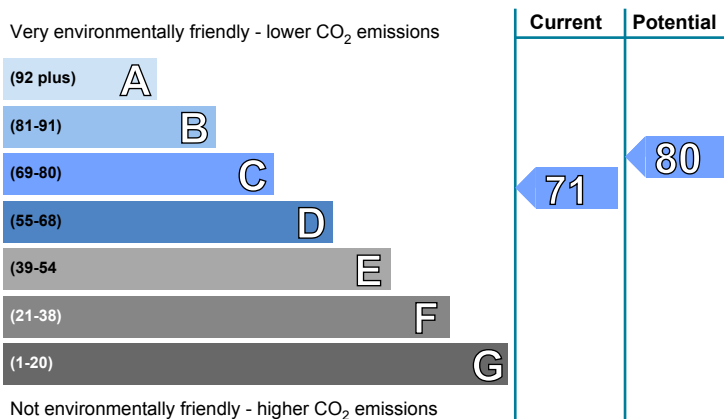 Current Potential
Very environmentally friendly - lower CO2 emissions
(92 plus) A
(81-91) B
(69-80) C
(55-68) D
(39-54 E
(21-38) F
(1-20) G
71
80
Not environmentally friendly - higher CO2 emissions